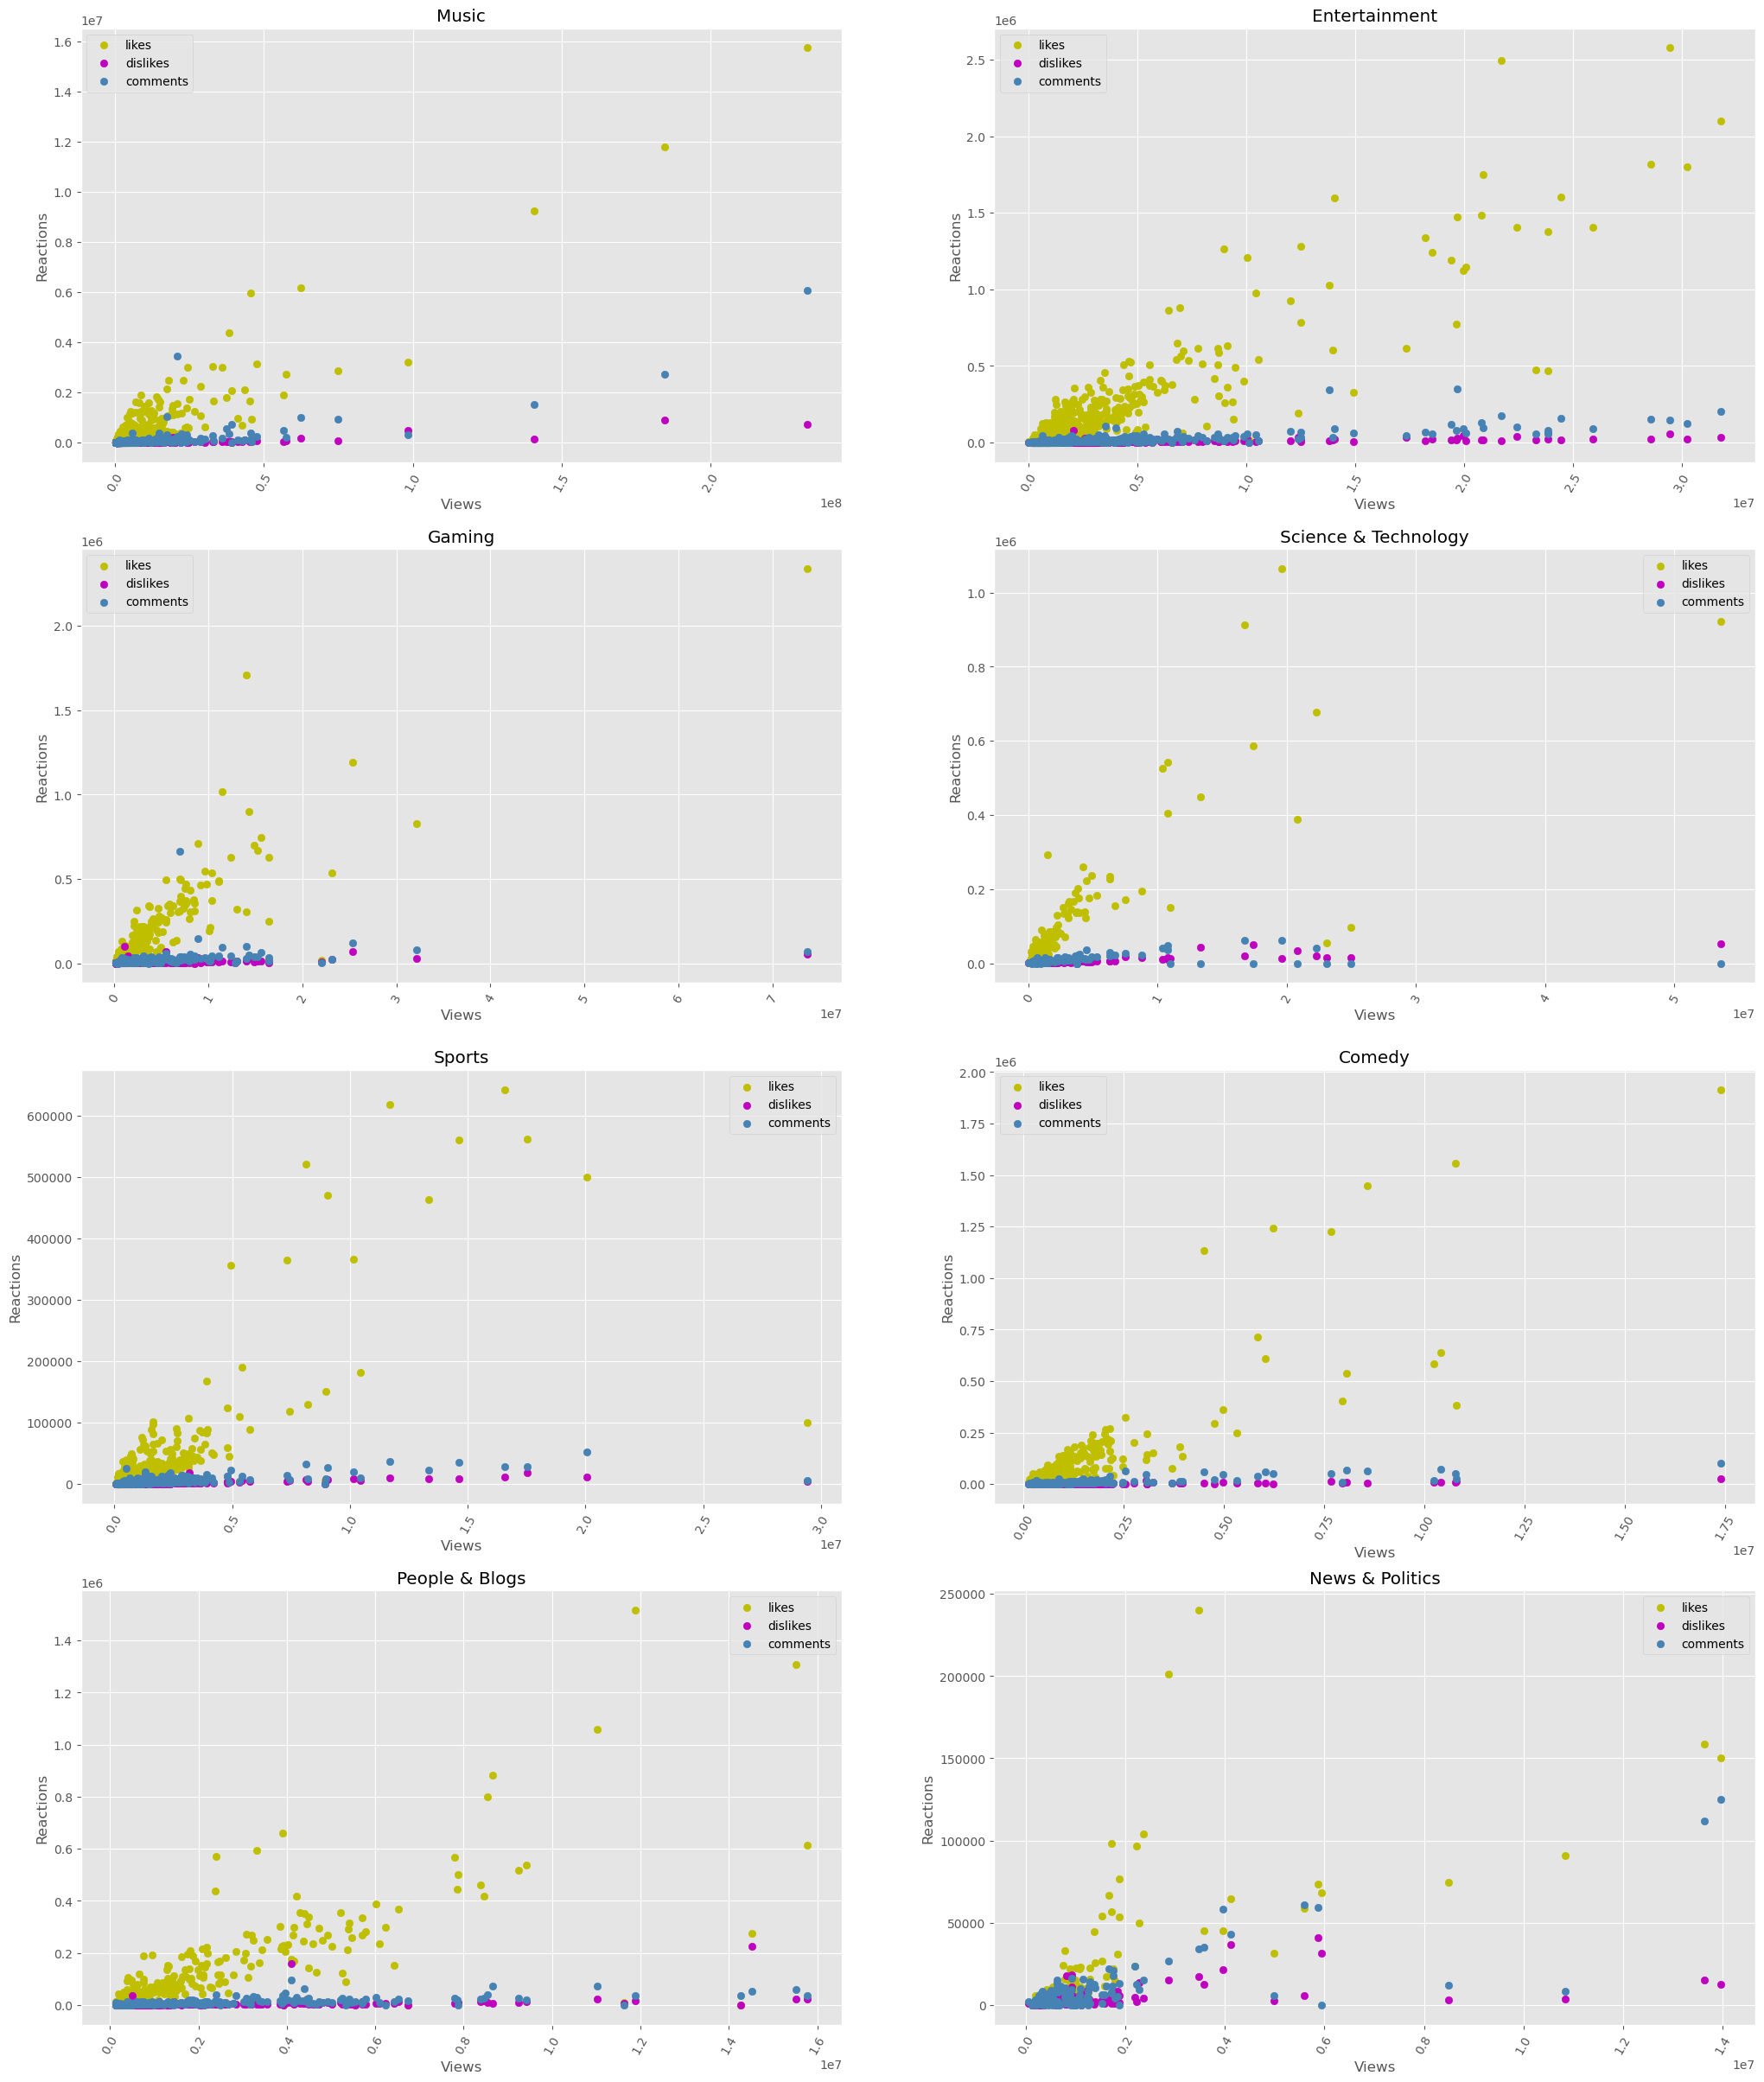 Music
1e7
likes
dislikes
comments
1.6
1.4
1.2
1.0
0.8
0.6
0.4
0.2
0.0
Reactions
0.0
0.5
1.0
1.5
2.0
1e8
Views
Entertainment
1e6
likes
dislikes
comments
2.5
2.0
1.5
1.0
0.5
0.0
Reactions
0.0
0.5
1.0
1.5
2.0
2.5
3.0
1e7
Views
Gaming
1e6
likes
dislikes
comments
2.0
1.5
1.0
0.5
0.0
Reactions
0
1
2
3
4
5
6
7
1e7
Views
Science & Technology
1e6
likes
dislikes
comments
1.0
0.8
0.6
0.4
0.2
0.0
Reactions
0
1
2
3
4
5
1e7
Views
Sports
likes
dislikes
comments
600000
500000
400000
300000
200000
100000
0
Reactions
0.0
0.5
1.0
1.5
2.0
2.5
3.0
1e7
Views
Comedy
1e6
likes
dislikes
comments
2.00
1.75
1.50
1.25
1.00
0.75
0.50
0.25
0.00
Reactions
0.00
0.25
0.50
0.75
1.00
1.25
1.50
1.75
1e7
Views
People & Blogs
1e6
likes
dislikes
comments
1.4
1.2
1.0
0.8
0.6
0.4
0.2
0.0
Reactions
0.0
0.2
0.4
0.6
0.8
1.0
1.2
1.4
1.6
1e7
Views
News & Politics
likes
dislikes
comments
250000
200000
150000
100000
50000
0
Reactions
0.0
0.2
0.4
0.6
0.8
1.0
1.2
1.4
1e7
Views